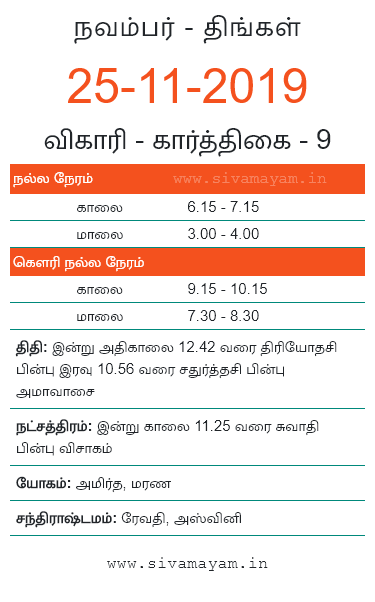 நவம்பர் - திங்கள்
25-11-2019
விகாரி - கார்த்திகை - 9
நல்ல நேரம் www.sivamayam.in
காலை 6.15 - 7.15
மாலை 3.00 - 4.00
கௌரி நல்ல நேரம்
காலை 9.15 - 10.15
மாலை 7.30 - 8.30
திதி: இன்று அதிகாலை 12.42 வரை திரியோதசி
பின்பு இரவு 10.56 வரை சதுர்த்தசி பின்பு
அமாவாசை
நட்சத்திரம்: இன்று காலை 11.25 வரை சுவாதி
பின்பு விசாகம்
யோகம்: அமிர்த, மரண
சந்திராஷ்டமம்: ரேவதி, அஸ்வினி
www.sivamayam.in